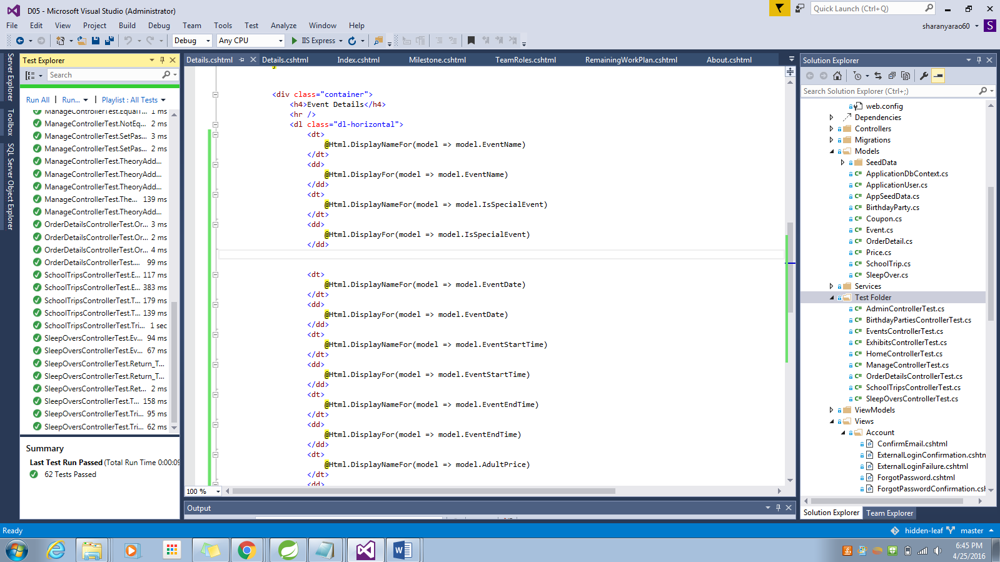 D05 - Microsoft Visual Studio (Administrator)
Quick Launch (Ctrl+Q)
File Edit View Project Build Debug Team Tools Test Analyze Window Help
sharanyarao60 S
Debug Any CPU IIS Express
Server Explorer
Toolbox
SQL Server Object Explorer
Test Explorer
Search
Run All Run... Playlist : All Tests
ManageControllerTest.EqualT... 1 ms
ManageControllerTest.NotEq... 2 ms
ManageControllerTest.SetPas... 3 ms
ManageControllerTest.SetPas... 2 ms
ManageControllerTest.TheoryAdd...
ManageControllerTest.TheoryAdd...
ManageControllerTest.TheoryAdd...
ManageControllerTest.The... 139 ms
ManageControllerTest.TheoryAdd...
OrderDetailsControllerTest.Or... 3 ms
OrderDetailsControllerTest.Or... 2 ms
OrderDetailsControllerTest.Or... 4 ms
OrderDetailsControllerTest.... 99 ms
SchoolTripsControllerTest.E... 117 ms
SchoolTripsControllerTest.E... 383 ms
SchoolTripsControllerTest.T... 179 ms
SchoolTripsControllerTest.T... 139 ms
SchoolTripsControllerTest.Tri... 1 sec
SleepOversControllerTest.Ev... 94 ms
SleepOversControllerTest.Ev... 67 ms
SleepOversControllerTest.Return_T...
SleepOversControllerTest.Return_T...
SleepOversControllerTest.Ret... 2 ms
SleepOversControllerTest.T... 158 ms
SleepOversControllerTest.Tri... 95 ms
SleepOversControllerTest.Tri... 62 ms
Summary
Last Test Run Passed (Total Run Time 0:00:09
62 Tests Passed
Details.cshtml Details.cshtml Index.cshtml Milestone.cshtml TeamRoles.cshtml RemainingWorkPlan.cshtml About.cshtml
}
<div class="container">
<h4>Event Details</h4>
<hr />
<dl class="dl-horizontal">
<dt>
@Html.DisplayNameFor(model => model.EventName)
</dt>
<dd>
@Html.DisplayFor(model => model.EventName)
</dd>
<dt>
@Html.DisplayNameFor(model => model.IsSpecialEvent)
</dt>
<dd>
@Html.DisplayFor(model => model.IsSpecialEvent)
</dd>
<dt>
@Html.DisplayNameFor(model => model.EventDate)
</dt>
<dd>
@Html.DisplayFor(model => model.EventDate)
</dd>
<dt>
@Html.DisplayNameFor(model => model.EventStartTime)
</dt>
<dd>
@Html.DisplayFor(model => model.EventStartTime)
</dd>
<dt>
@Html.DisplayNameFor(model => model.EventEndTime)
</dt>
<dd>
@Html.DisplayFor(model => model.EventEndTime)
</dd>
<dt>
@Html.DisplayNameFor(model => model.AdultPrice)
</dt>
<dd>
100 %
Output
Solution Explorer
Search Solution Explorer (Ctrl+;)
web.config
Dependencies
Controllers
Migrations
Models
SeedData
C# ApplicationDbContext.cs
C# ApplicationUser.cs
C# AppSeedData.cs
C# BirthdayParty.cs
C# Coupon.cs
C# Event.cs
C# OrderDetail.cs
C# Price.cs
C# SchoolTrip.cs
C# SleepOver.cs
Services
Test Folder
C# AdminControllerTest.cs
C# BirthdayPartiesControllerTest.cs
C# EventsControllerTest.cs
C# ExhibitsControllerTest.cs
C# HomeControllerTest.cs
C# ManageControllerTest.cs
C# OrderDetailsControllerTest.cs
C# SchoolTripsControllerTest.cs
C# SleepOversControllerTest.cs
ViewModels
Views
Account
ConfirmEmail.cshtml
ExternalLoginConfirmation.cshtm
ExternalLoginFailure.cshtml
ForgotPassword.cshtml
ForgotPasswordConfirmation.csh
Solution Explorer Team Explorer
Ready
hidden-leaf master
6:45 PM
4/25/2016